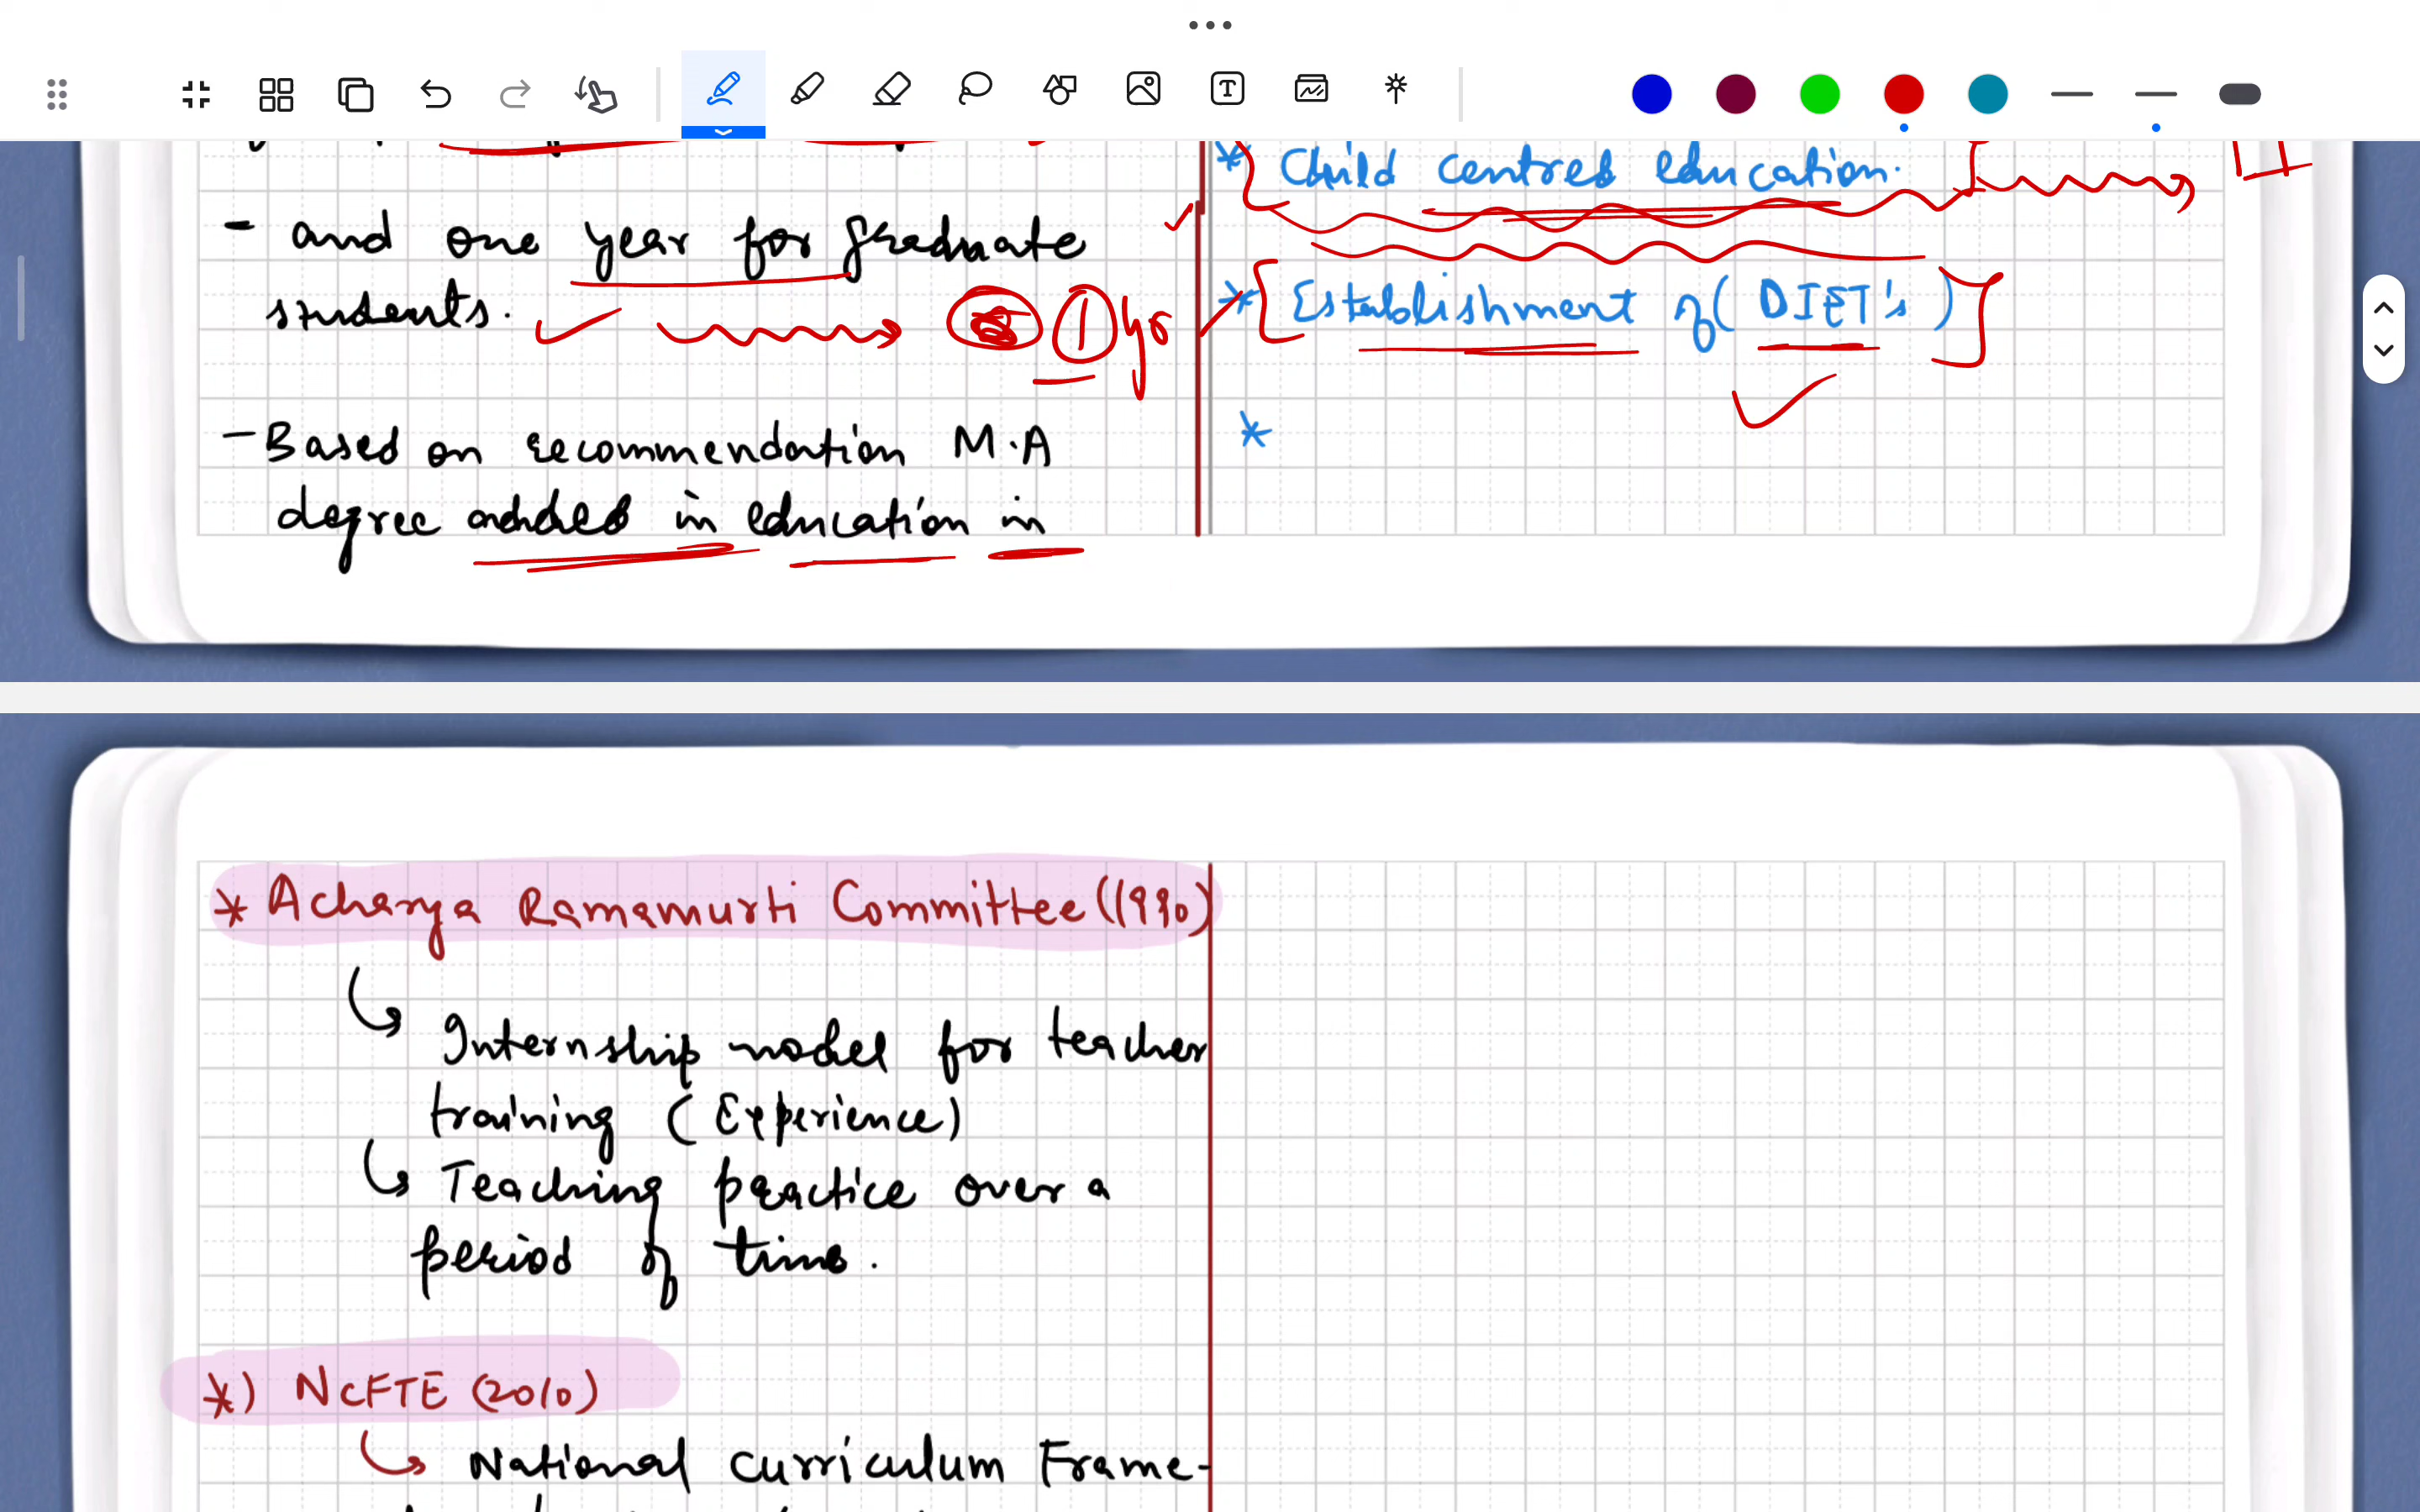 - and one year for graduate
students.
1 yr
- Based on recommendation M.A
degree added in education in
* Child centred education.
* Establishment of (DIET's)
*
* Acharya Ramamurti Committee (1990)
Internship model for teacher
training (Experience)
Teaching practice over a
period of time.
*) NCFTE (2010)
National curriculum Frame-